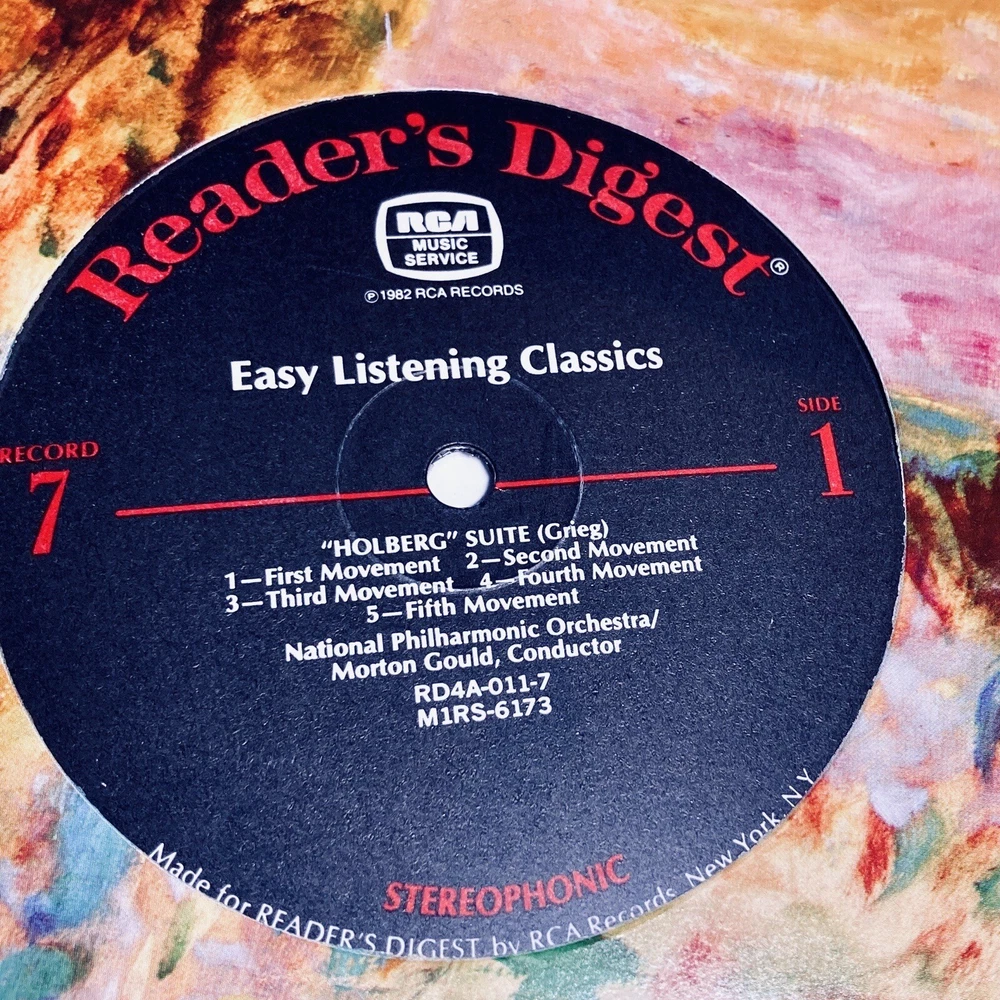 Reader's Digest®
RCA
MUSIC
SERVICE
℗ 1982 RCA RECORDS
Easy Listening Classics
RECORD
7
SIDE
1
"HOLBERG" SUITE (Grieg)
1—First Movement 2—Second Movement
3—Third Movement 4—Fourth Movement
5—Fifth Movement
National Philharmonic Orchestra/
Morton Gould, Conductor
RD4A-011-7
M1RS-6173
STEREOPHONIC
Made for READER'S DIGEST by RCA Records, New York, N.Y.